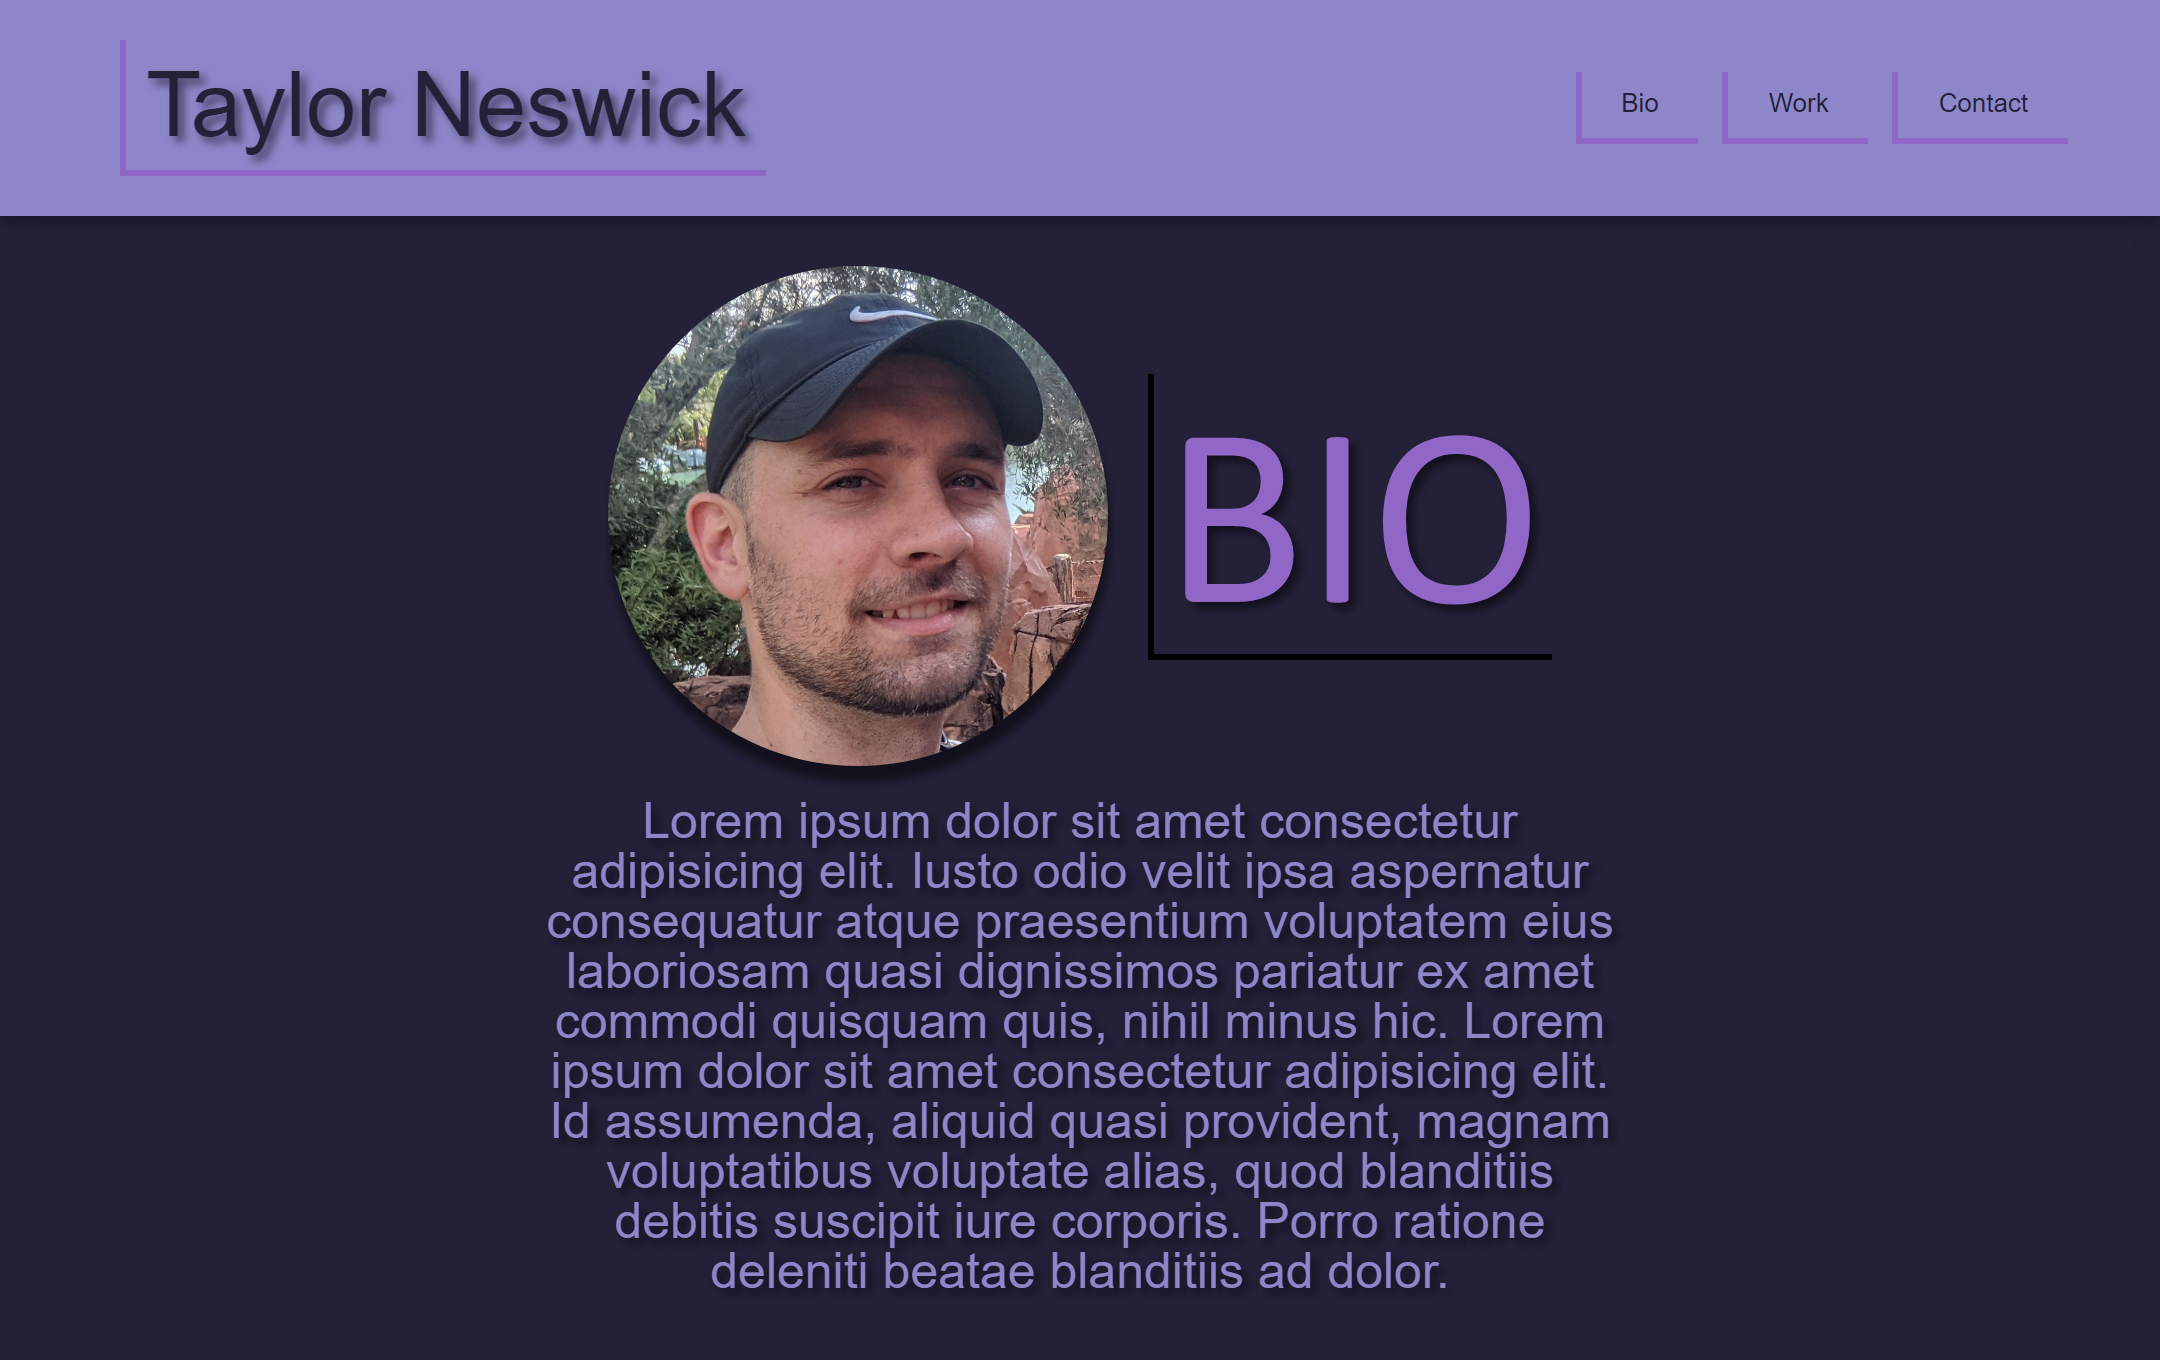 Taylor Neswick
Bio
Work
Contact
BIO
Lorem ipsum dolor sit amet consectetur
adipisicing elit. Iusto odio velit ipsa aspernatur
consequatur atque praesentium voluptatem eius
laboriosam quasi dignissimos pariatur ex amet
commodi quisquam quis, nihil minus hic. Lorem
ipsum dolor sit amet consectetur adipisicing elit.
Id assumenda, aliquid quasi provident, magnam
voluptatibus voluptate alias, quod blanditiis
debitis suscipit iure corporis. Porro ratione
deleniti beatae blanditiis ad dolor.